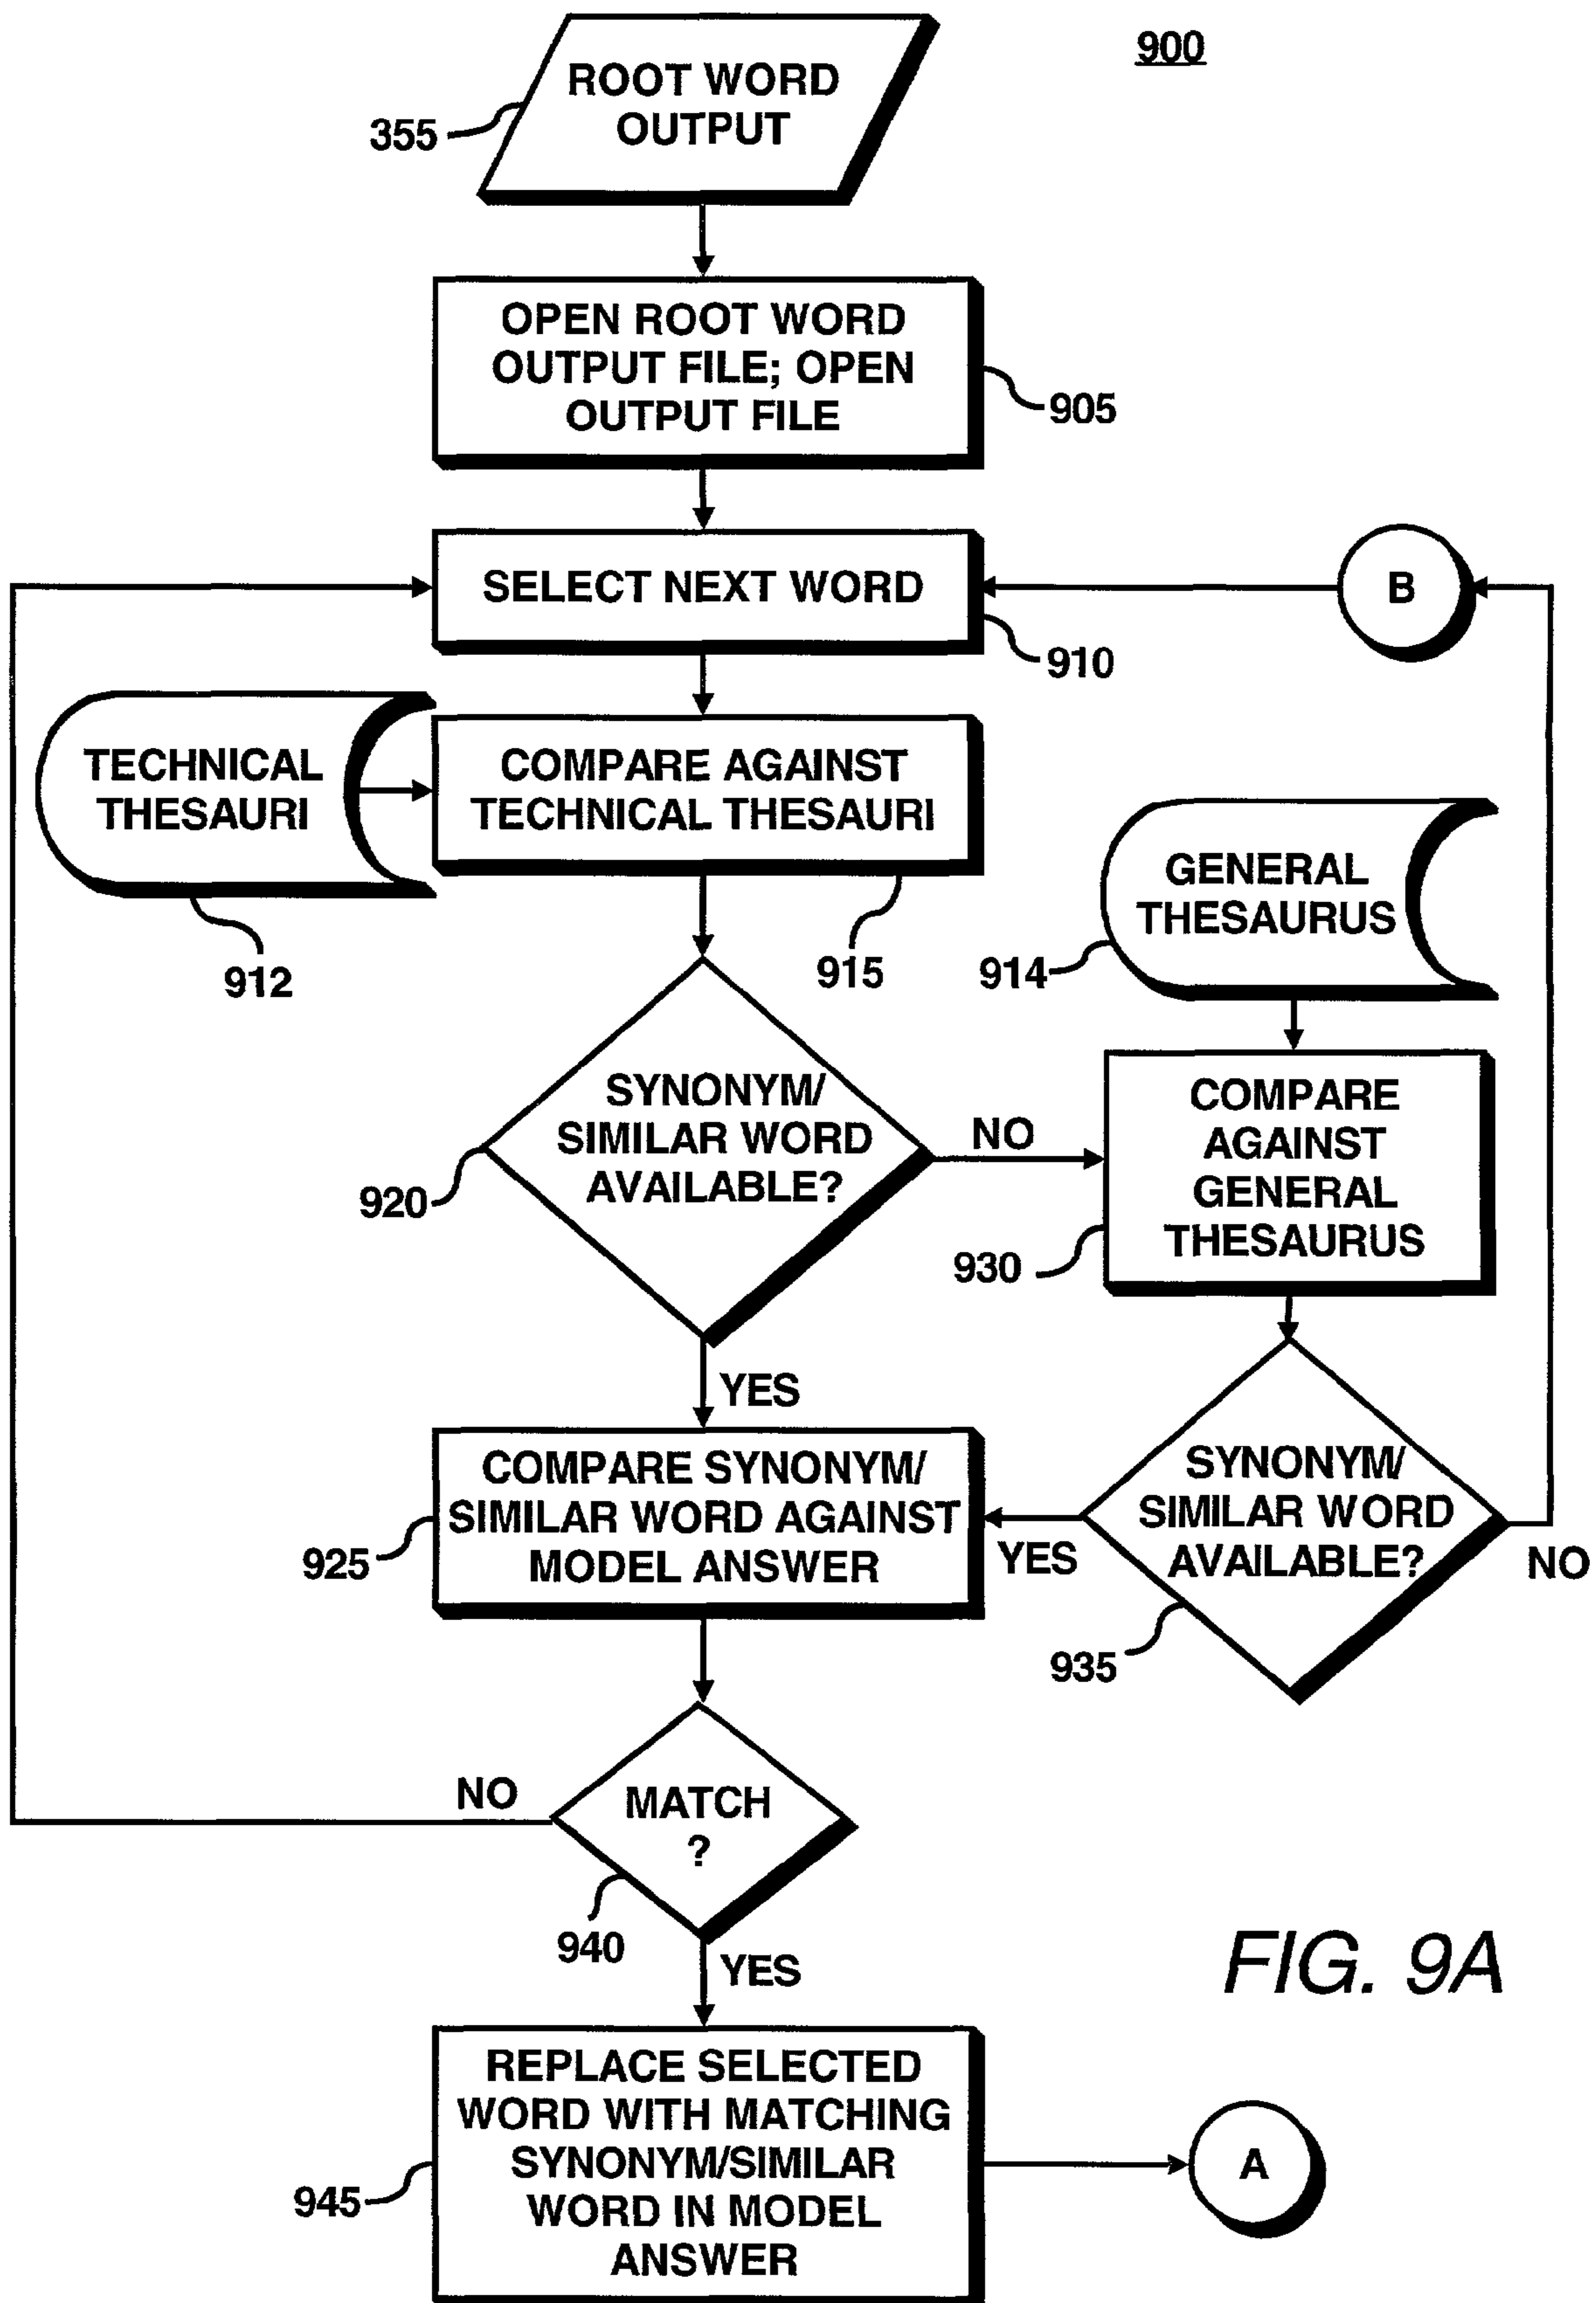 900
ROOT WORD
OUTPUT
355
OPEN ROOT WORD
OUTPUT FILE; OPEN
OUTPUT FILE
905
SELECT NEXT WORD
B
910
TECHNICAL
THESAURI
COMPARE AGAINST
TECHNICAL THESAURI
GENERAL
THESAURUS
912
915
914
SYNONYM/
SIMILAR WORD
AVAILABLE?
NO
920
COMPARE
AGAINST
GENERAL
THESAURUS
930
YES
COMPARE SYNONYM/
SIMILAR WORD AGAINST
MODEL ANSWER
925
YES
SYNONYM/
SIMILAR WORD
AVAILABLE?
NO
935
NO
MATCH
?
940
YES
FIG. 9A
REPLACE SELECTED
WORD WITH MATCHING
SYNONYM/SIMILAR
WORD IN MODEL
ANSWER
945
A